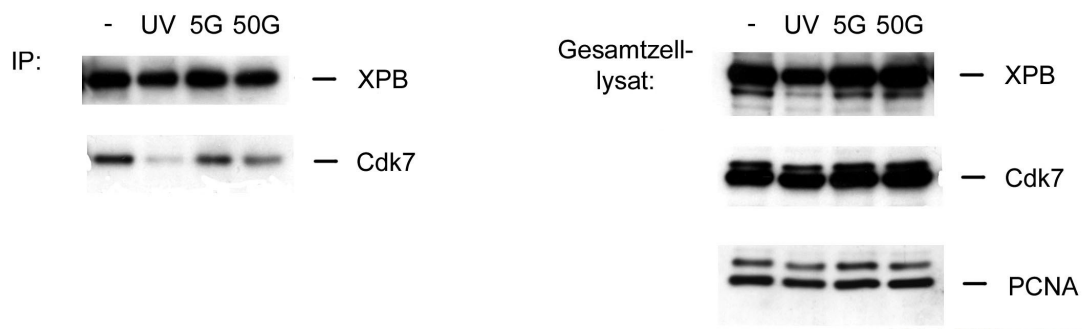 - UV 5G 50G
IP:
— XPB
— Cdk7
- UV 5G 50G
Gesamtzell-
lysat:
— XPB
— Cdk7
— PCNA